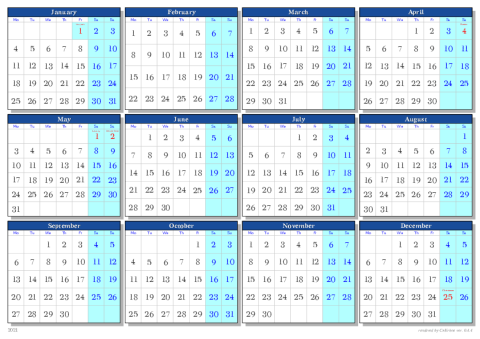 January
Mo Tu We Th Fr Sa Su
1 2 3
4 5 6 7 8 9 10
11 12 13 14 15 16 17
18 19 20 21 22 23 24
25 26 27 28 29 30 31
February
Mo Tu We Th Fr Sa Su
1 2 3 4 5 6 7
8 9 10 11 12 13 14
15 16 17 18 19 20 21
22 23 24 25 26 27 28
March
Mo Tu We Th Fr Sa Su
1 2 3 4 5 6 7
8 9 10 11 12 13 14
15 16 17 18 19 20 21
22 23 24 25 26 27 28
29 30 31
April
Mo Tu We Th Fr Sa Su
1 2 3 4
5 6 7 8 9 10 11
12 13 14 15 16 17 18
19 20 21 22 23 24 25
26 27 28 29 30
May
Mo Tu We Th Fr Sa Su
1 2
3 4 5 6 7 8 9
10 11 12 13 14 15 16
17 18 19 20 21 22 23
24 25 26 27 28 29 30
31
June
Mo Tu We Th Fr Sa Su
1 2 3 4 5 6
7 8 9 10 11 12 13
14 15 16 17 18 19 20
21 22 23 24 25 26 27
28 29 30
July
Mo Tu We Th Fr Sa Su
1 2 3 4
5 6 7 8 9 10 11
12 13 14 15 16 17 18
19 20 21 22 23 24 25
26 27 28 29 30 31
August
Mo Tu We Th Fr Sa Su
1
2 3 4 5 6 7 8
9 10 11 12 13 14 15
16 17 18 19 20 21 22
23 24 25 26 27 28 29
30 31
September
Mo Tu We Th Fr Sa Su
1 2 3 4 5
6 7 8 9 10 11 12
13 14 15 16 17 18 19
20 21 22 23 24 25 26
27 28 29 30
October
Mo Tu We Th Fr Sa Su
1 2 3
4 5 6 7 8 9 10
11 12 13 14 15 16 17
18 19 20 21 22 23 24
25 26 27 28 29 30 31
November
Mo Tu We Th Fr Sa Su
1 2 3 4 5 6 7
8 9 10 11 12 13 14
15 16 17 18 19 20 21
22 23 24 25 26 27 28
29 30
December
Mo Tu We Th Fr Sa Su
1 2 3 4 5
6 7 8 9 10 11 12
13 14 15 16 17 18 19
20 21 22 23 24 25 26
27 28 29 30 31
2021